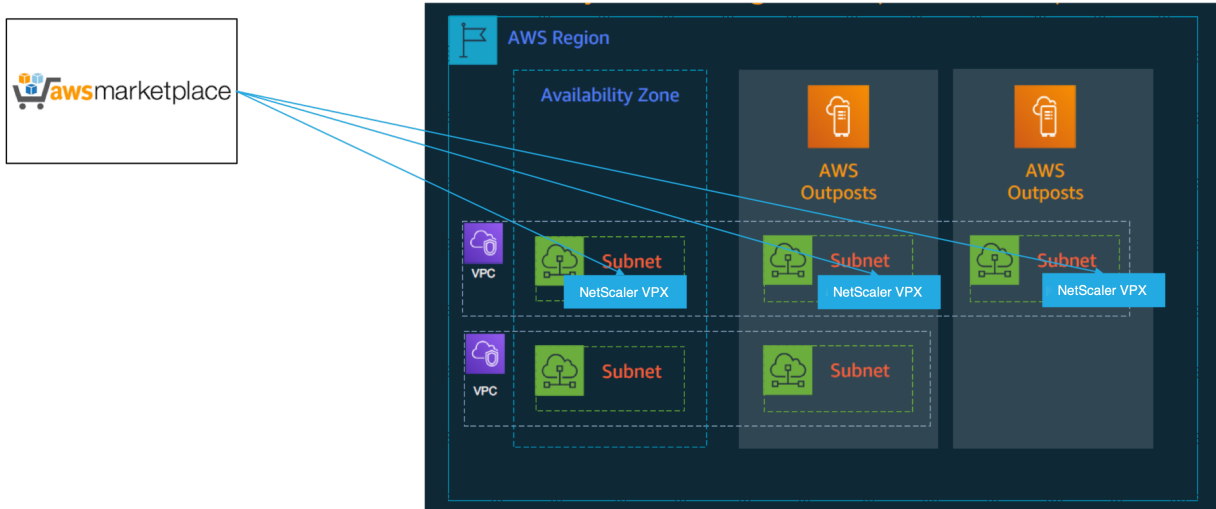 awsmarketplace
AWS Region
Availability Zone
AWS
Outposts
AWS
Outposts
VPC
Subnet
NetScaler VPX
Subnet
NetScaler VPX
Subnet
NetScaler VPX
VPC
Subnet
Subnet